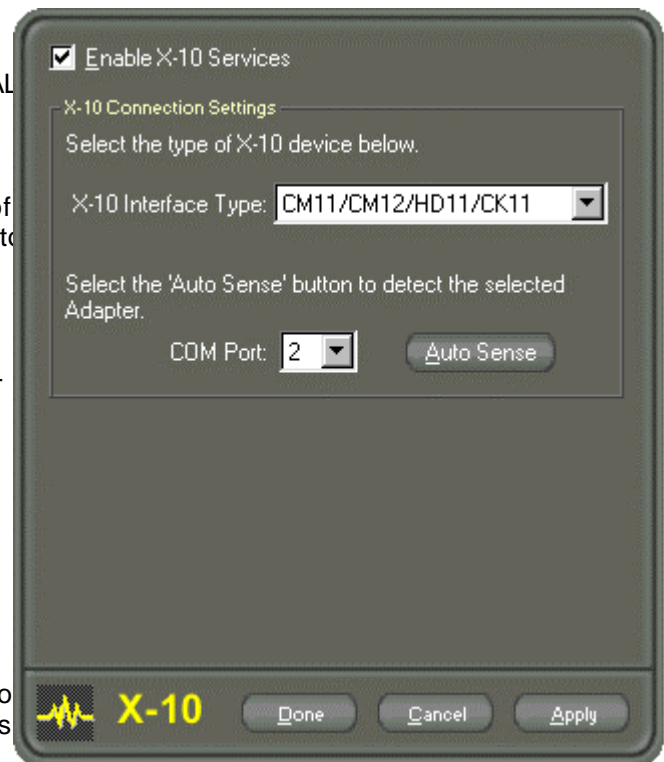 Enable X-10 Services
X-10 Connection Settings
Select the type of X-10 device below.
X-10 Interface Type: CM11/CM12/HD11/CK11
Select the 'Auto Sense' button to detect the selected
Adapter.
COM Port: 2 Auto Sense
X-10 Done Cancel Apply